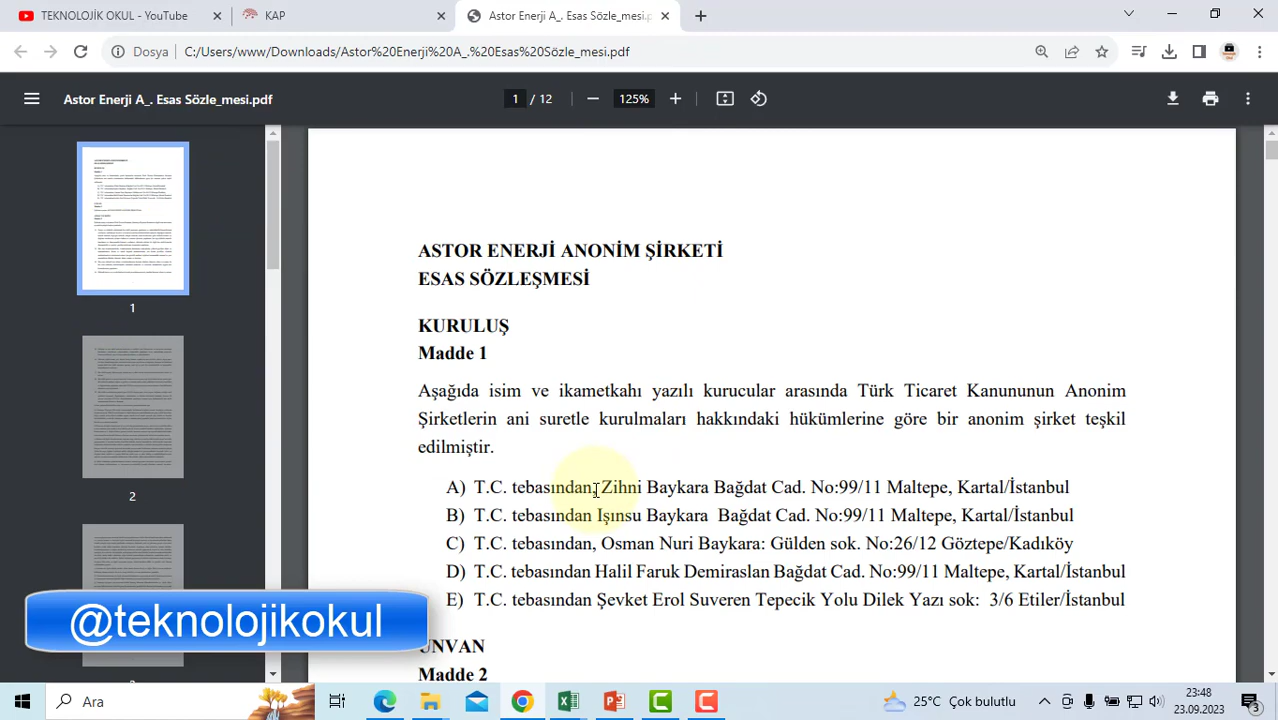 TEKNOLOJİK OKUL - YouTube
KAP
Astor Enerji A_. Esas Sözle_mesi.p
Dosya
C:/Users/www/Downloads/Astor%20Enerji%20A_.%20Esas%20Sözle_mesi.pdf
Astor Enerji A_. Esas Sözle_mesi.pdf
1 / 12
125%
ASTOR ENERJİ ANONİM ŞİRKETİ
ESAS SÖZLEŞMESİ
KURULUŞ
Madde 1
Aşağıda isim ve ikametkahı yazılı kurucular arasında Türk Ticaret Kanununun Anonim
Şirketlerin ani suretle kurulmaları hakkındaki hükümlerine göre bir anonim şirket teşkil
edilmiştir.
A) T.C. tebasından, Zihni Baykara Bağdat Cad. No:99/11 Maltepe, Kartal/İstanbul
B) T.C. tebasından Işınsu Baykara Bağdat Cad. No:99/11 Maltepe, Kartal/İstanbul
C) T.C. tebasından, Osman Nuri Baykara: Gülden sok. No:26/12 Göztepe/Kadıköy
D) T.C. tebasından Halil Faruk Demiraslan Bağdat Cad. No:99/11 Maltepe, Kartal/İstanbul
E) T.C. tebasından Şevket Erol Suveren Tepecik Yolu Dilek Yazı sok: 3/6 Etiler/İstanbul
UNVAN
Madde 2
1
2
@teknolojikokul
Ara
25°C Çok bulutlu
23:48
23.09.2023
3